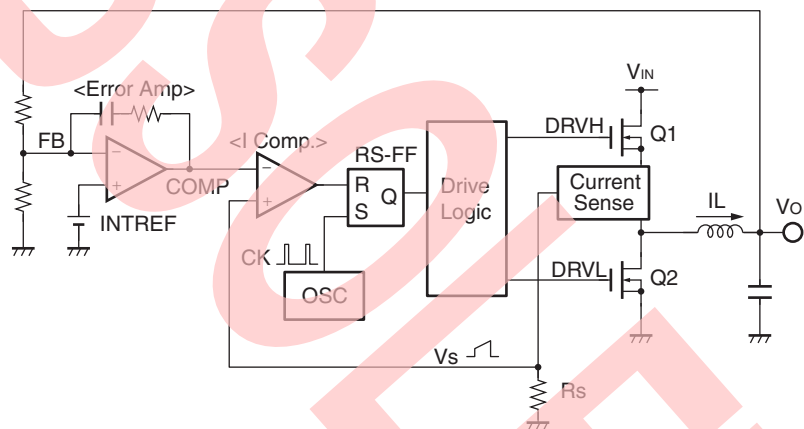 <Error Amp>
VIN
FB
<I Comp.>
DRVH
Q1
RS-FF
COMP
R
S
Q
Drive
Logic
Current
Sense
INTREF
IL
VO
CK
OSC
DRVL
Q2
Vs
Rs